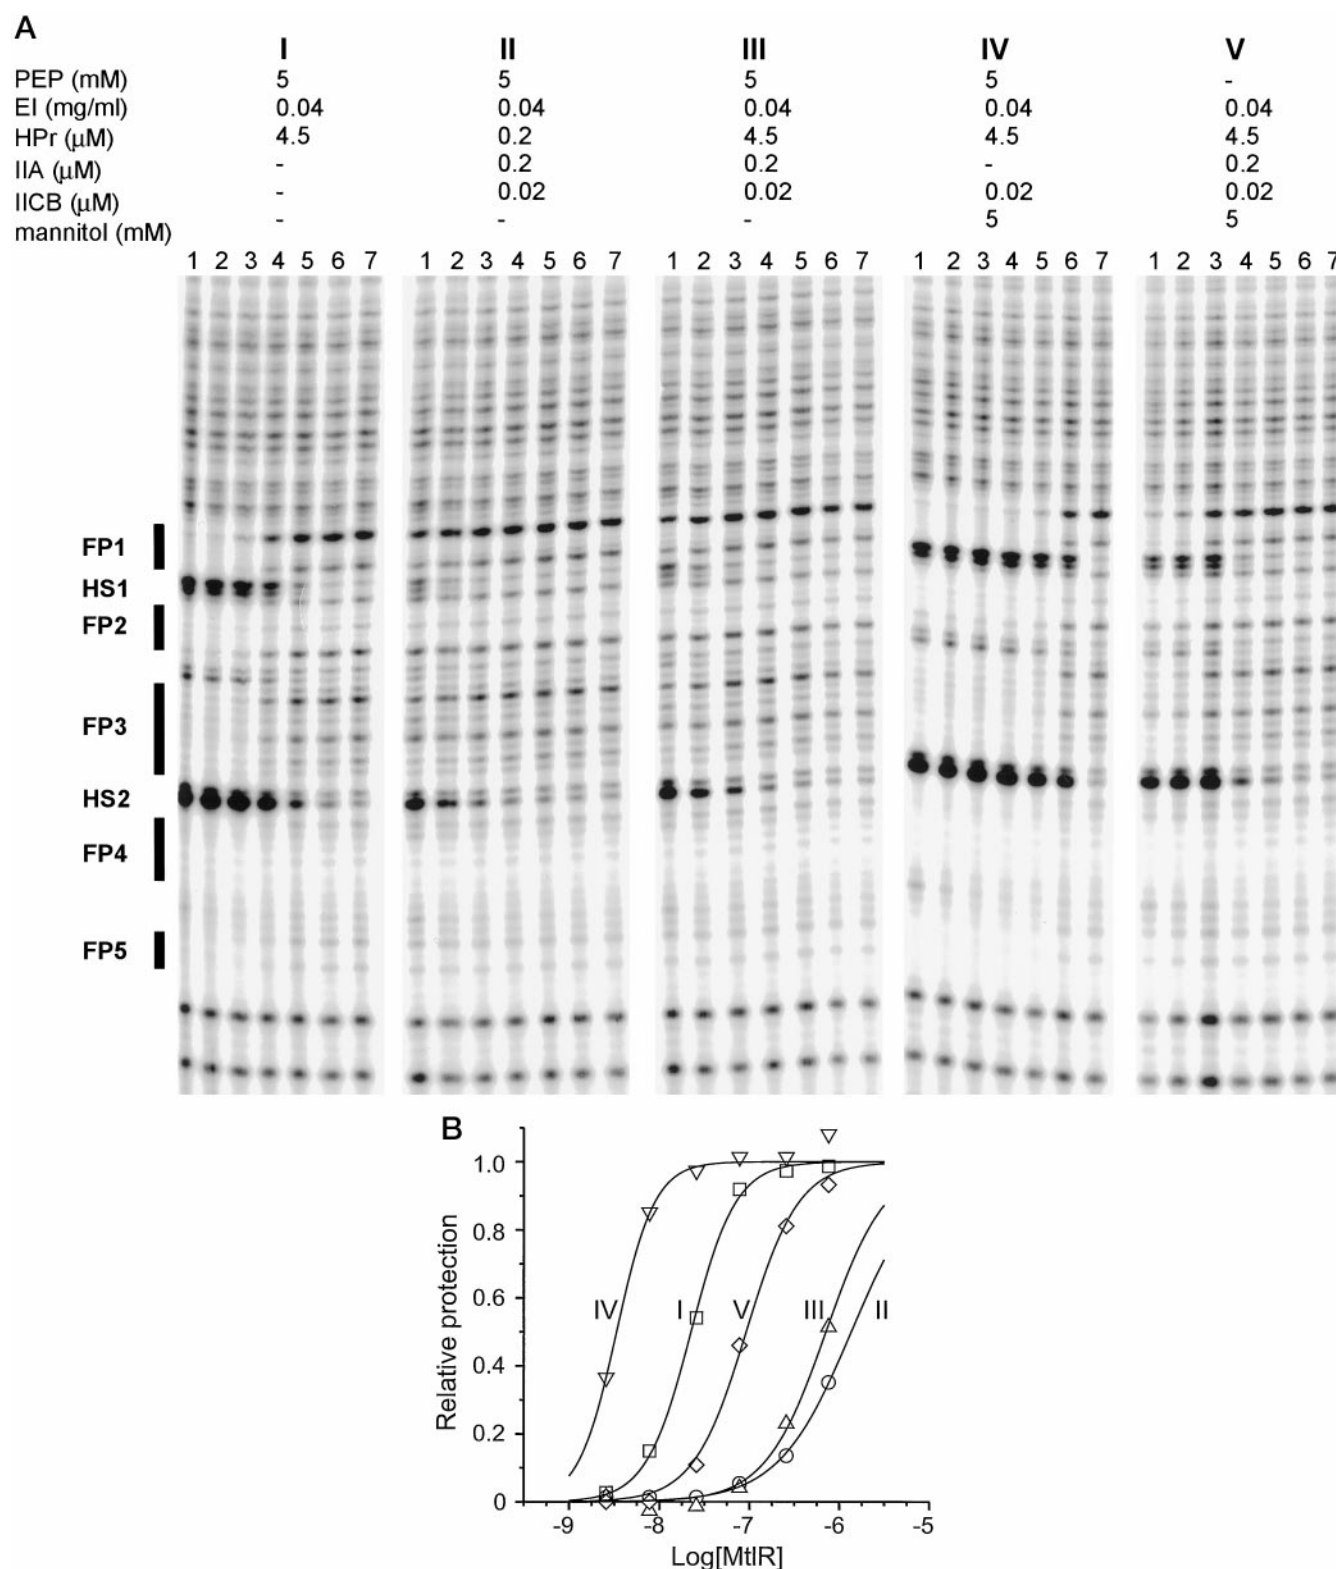 A
I II III IV V
PEP (mM) 5 5 5 5 -
EI (mg/ml) 0.04 0.04 0.04 0.04 0.04
HPr (μM) 4.5 0.2 4.5 4.5 4.5
IIA (μM) - 0.2 0.2 - 0.2
IICB (μM) - 0.02 0.02 0.02 0.02
mannitol (mM) - - - 5 5
1 2 3 4 5 6 7 1 2 3 4 5 6 7 1 2 3 4 5 6 7 1 2 3 4 5 6 7 1 2 3 4 5 6 7
FP1
HS1
FP2
FP3
HS2
FP4
FP5
B
1.0
0.8
0.6
0.4
0.2
0
Relative protection
IV I V III II
-9 -8 -7 -6 -5
Log[MtlR]